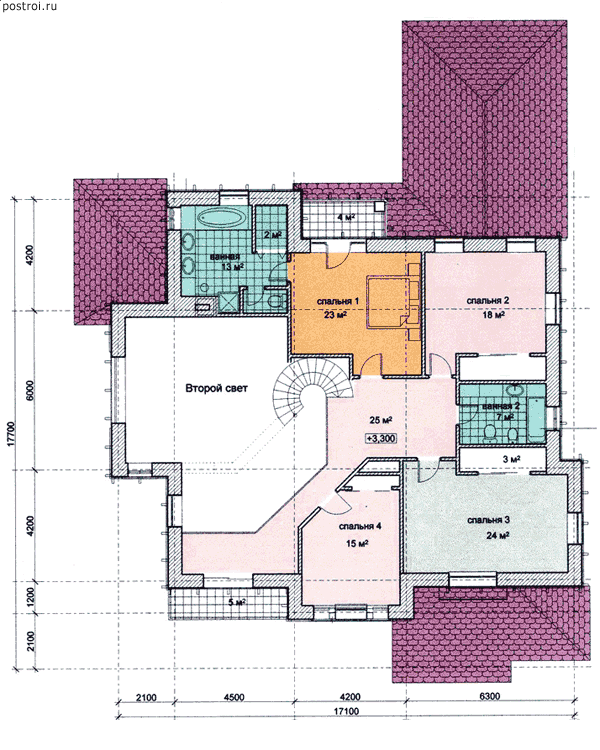 postroi.ru
4 м²
2 м²
ванная
13 м²
спальня 1
23 м²
спальня 2
18 м²
Второй свет
25 м²
+3,300
ванная 2
7 м²
3 м²
спальня 4
15 м²
спальня 3
24 м²
5 м²
4200
6000
17700
4200
1200
2100
2100
4500
4200
6300
17100